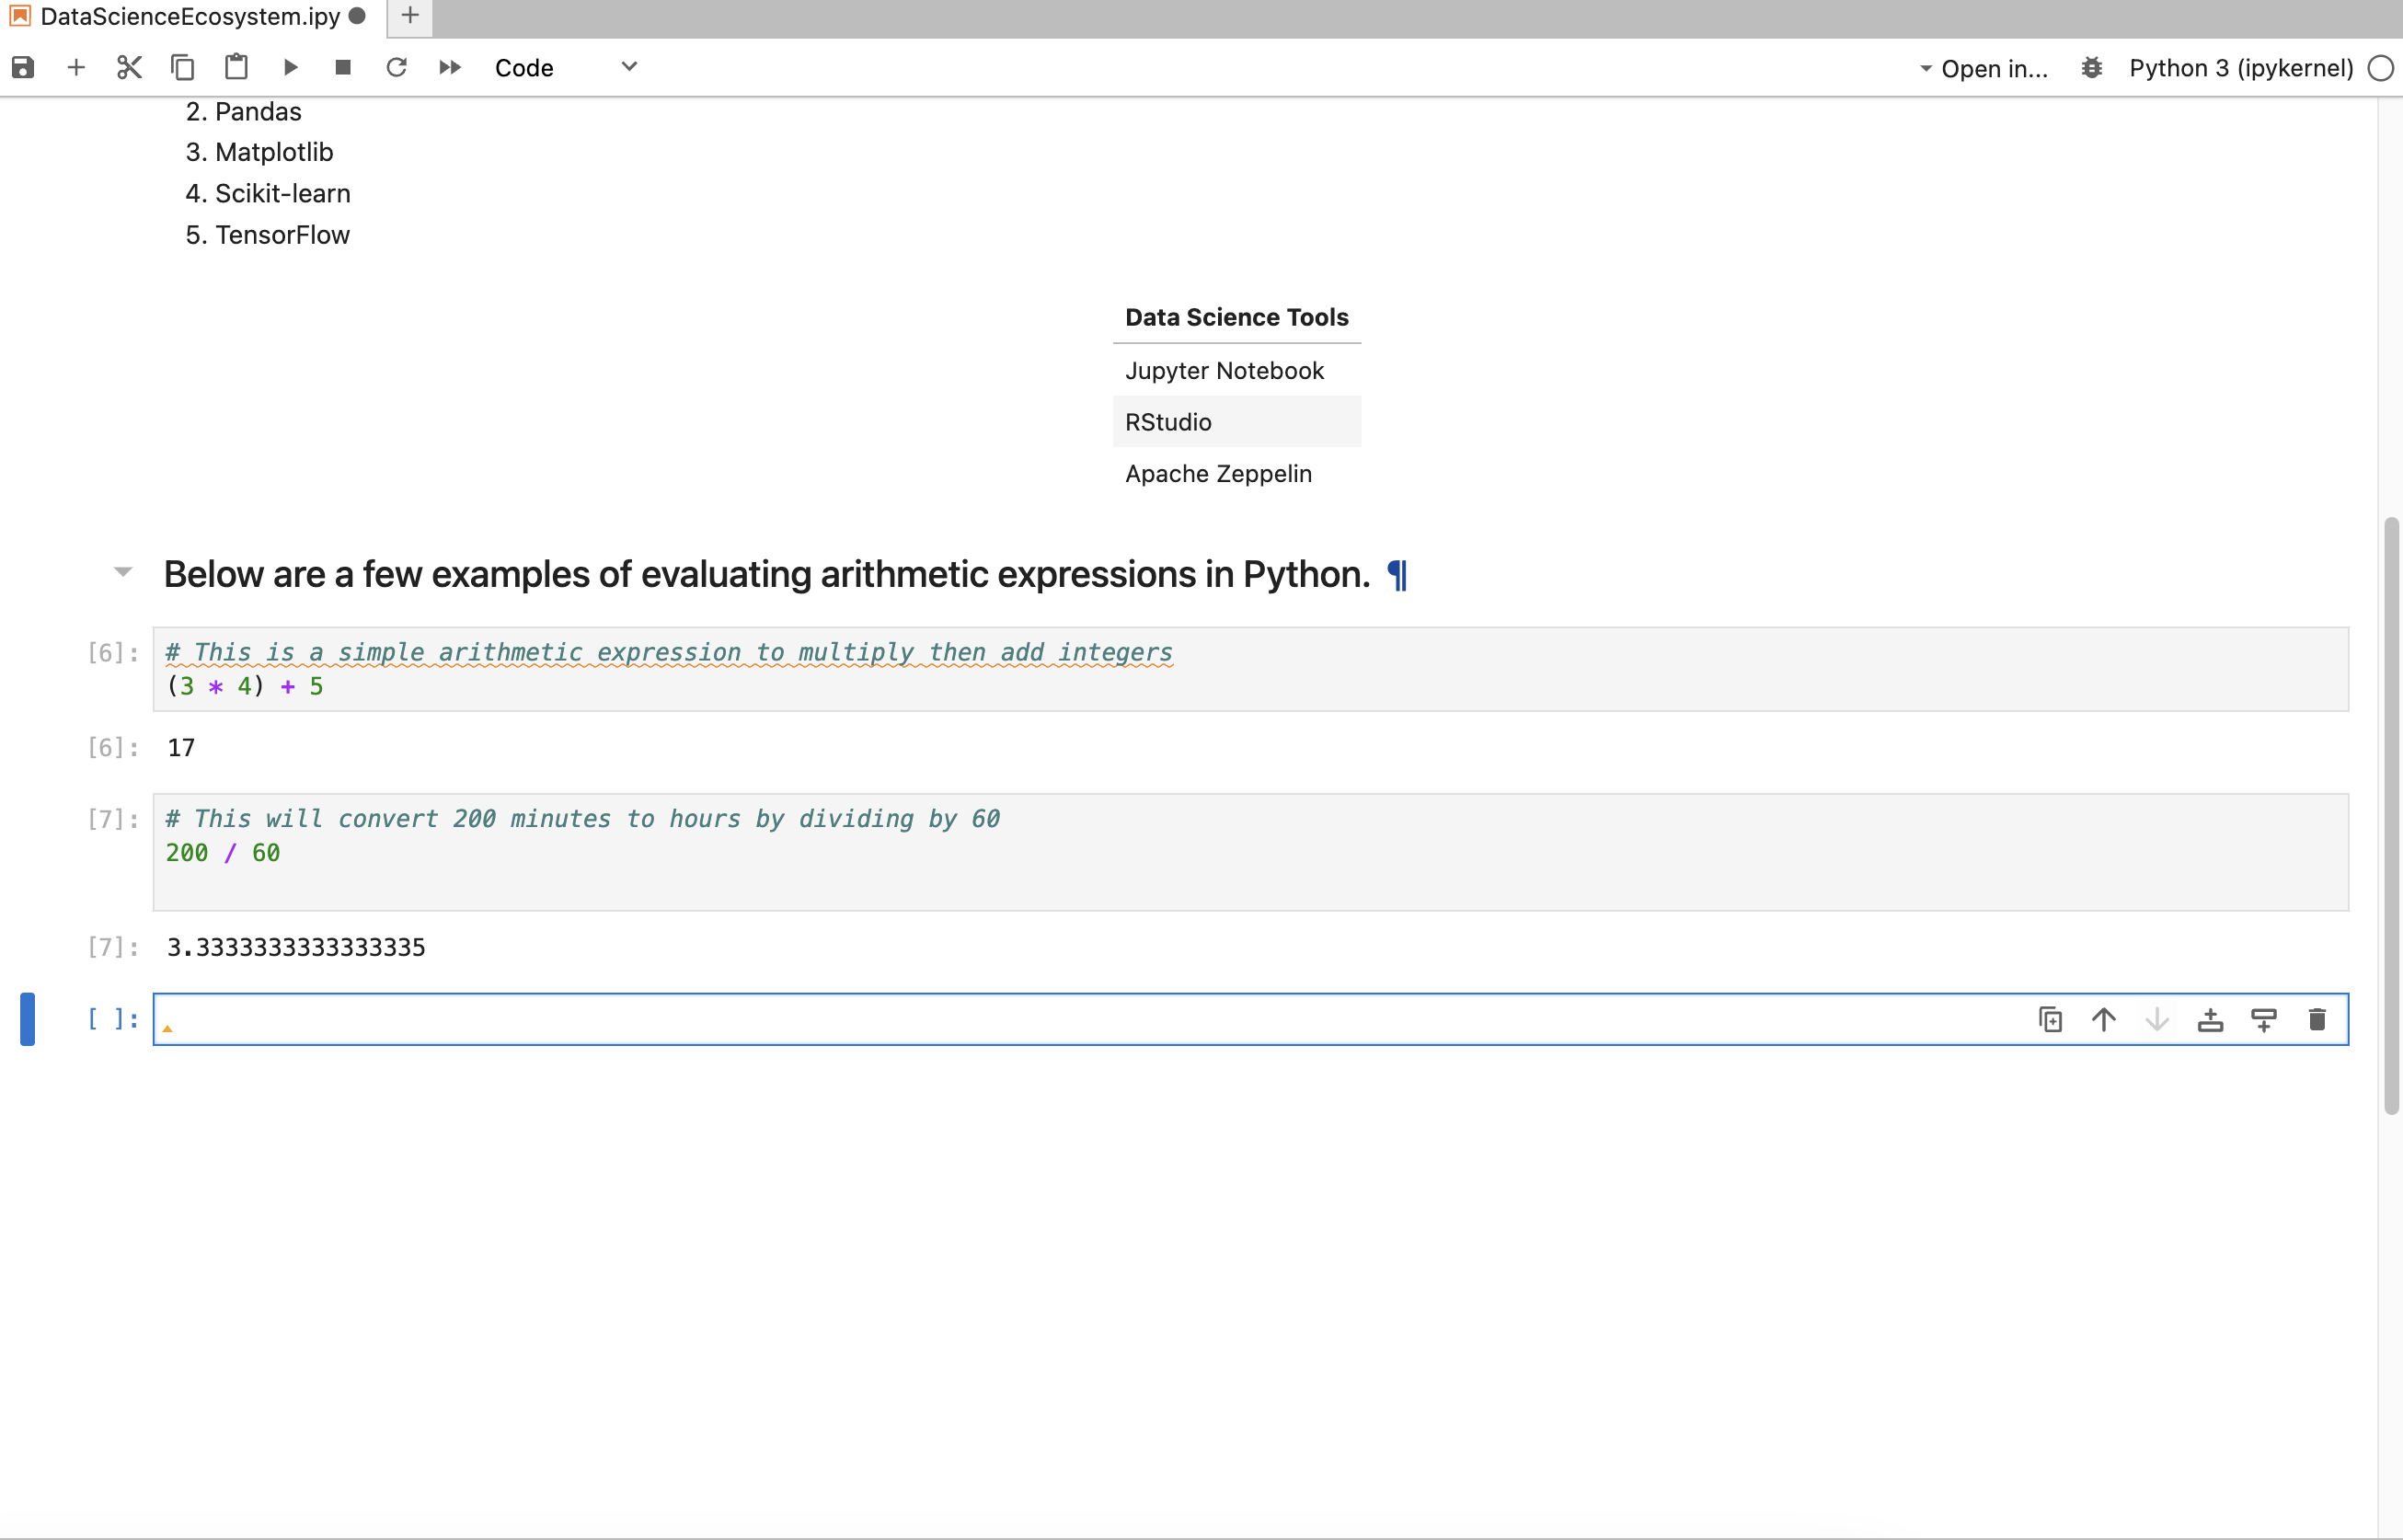 DataScienceEcosystem.ipy
Code
Open in...
Python 3 (ipykernel)
2. Pandas
3. Matplotlib
4. Scikit-learn
5. TensorFlow
Data Science Tools
Jupyter Notebook
RStudio
Apache Zeppelin
Below are a few examples of evaluating arithmetic expressions in Python. ¶
[6]: # This is a simple arithmetic expression to multiply then add integers
(3 * 4) + 5
[6]: 17
[7]: # This will convert 200 minutes to hours by dividing by 60
200 / 60
[7]: 3.3333333333333335
[ ]: